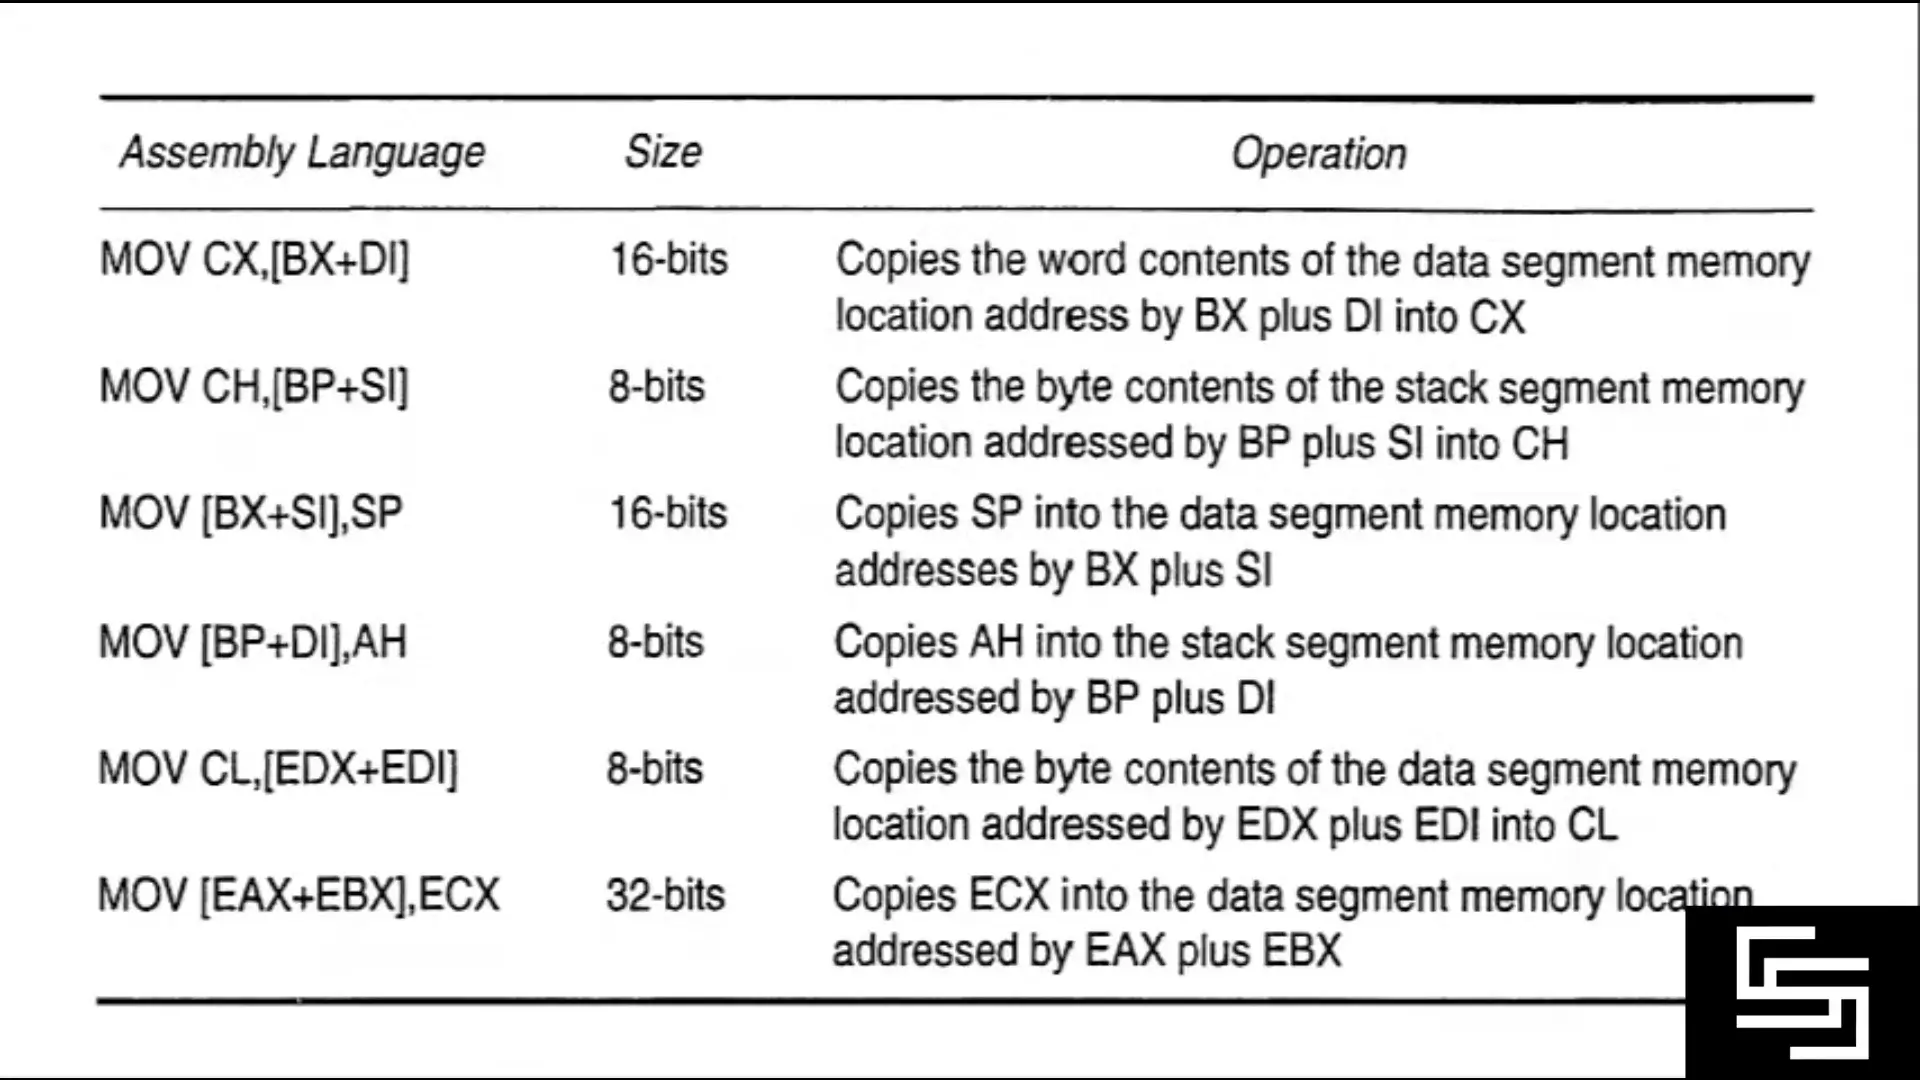 Assembly Language Size Operation
MOV CX,[BX+DI] 16-bits Copies the word contents of the data segment memory
location address by BX plus DI into CX
MOV CH,[BP+SI] 8-bits Copies the byte contents of the stack segment memory
location addressed by BP plus SI into CH
MOV [BX+SI],SP 16-bits Copies SP into the data segment memory location
addresses by BX plus SI
MOV [BP+DI],AH 8-bits Copies AH into the stack segment memory location
addressed by BP plus DI
MOV CL,[EDX+EDI] 8-bits Copies the byte contents of the data segment memory
location addressed by EDX plus EDI into CL
MOV [EAX+EBX],ECX 32-bits Copies ECX into the data segment memory location
addressed by EAX plus EBX